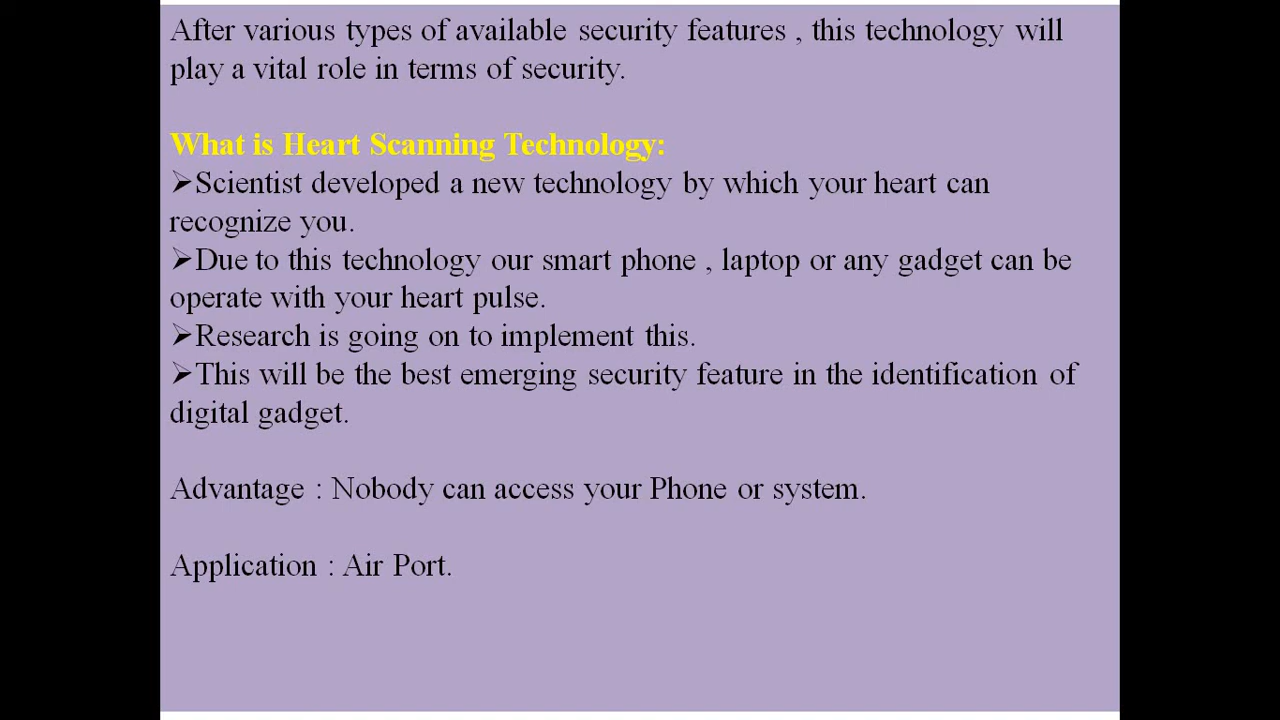 After various types of available security features , this technology will
play a vital role in terms of security.
What is Heart Scanning Technology:
➢Scientist developed a new technology by which your heart can
recognize you.
➢Due to this technology our smart phone , laptop or any gadget can be
operate with your heart pulse.
➢Research is going on to implement this.
➢This will be the best emerging security feature in the identification of
digital gadget.
Advantage : Nobody can access your Phone or system.
Application : Air Port.